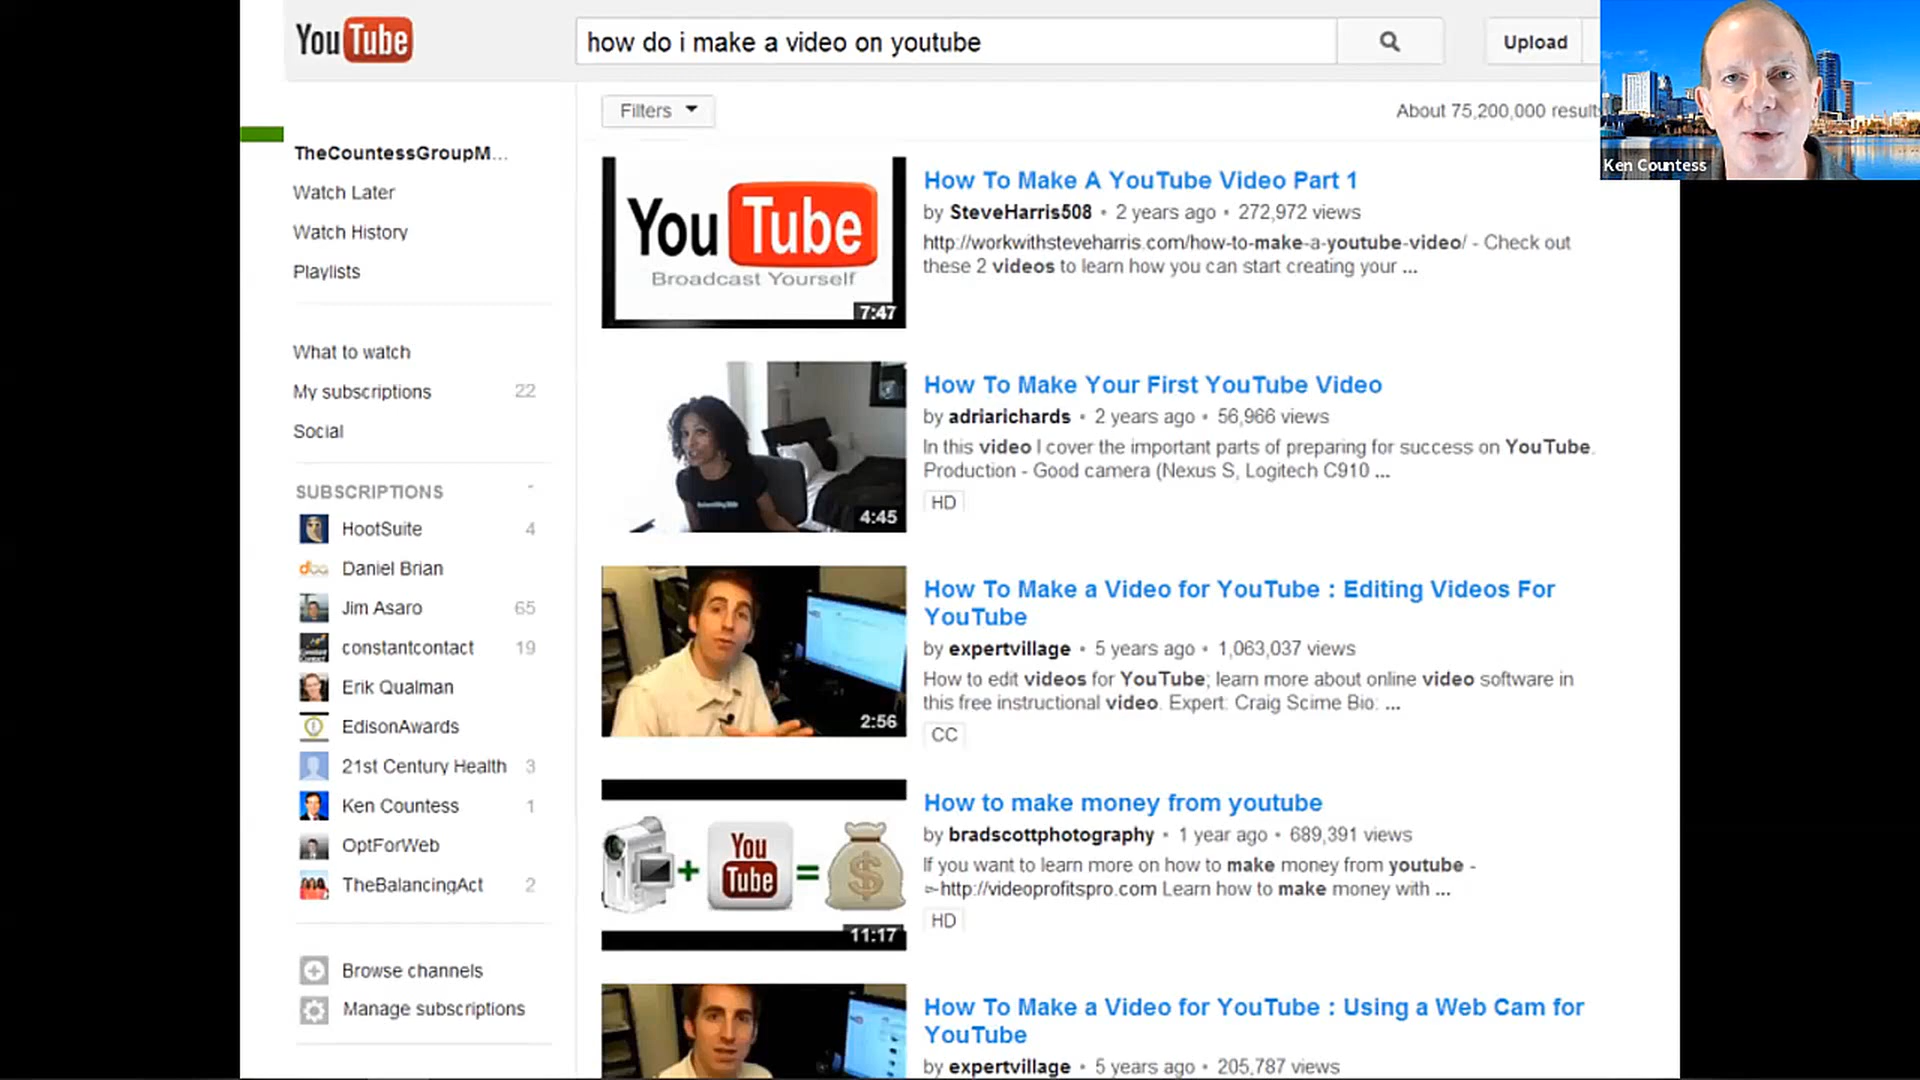 YouTube
how do i make a video on youtube
Upload
Ken Countess
Filters
About 75,200,000 results
TheCountessGroupM...
Watch Later
Watch History
Playlists
What to watch
My subscriptions 22
Social
SUBSCRIPTIONS
HootSuite 4
Daniel Brian
Jim Asaro 65
constantcontact 19
Erik Qualman
EdisonAwards
21st Century Health 3
Ken Countess 1
OptForWeb
TheBalancingAct 2
Browse channels
Manage subscriptions
YouTube
Broadcast Yourself
7:47
How To Make A YouTube Video Part 1
by SteveHarris508 • 2 years ago • 272,972 views
http://workwithsteveharris.com/how-to-make-a-youtube-video/ - Check out
these 2 videos to learn how you can start creating your ...
4:45
How To Make Your First YouTube Video
by adriarichards • 2 years ago • 56,966 views
In this video I cover the important parts of preparing for success on YouTube.
Production - Good camera (Nexus S, Logitech C910 ...
HD
2:56
How To Make a Video for YouTube : Editing Videos For
YouTube
by expertvillage • 5 years ago • 1,063,037 views
How to edit videos for YouTube; learn more about online video software in
this free instructional video. Expert: Craig Scime Bio: ...
CC
+ You Tube = $
11:17
How to make money from youtube
by bradscottphotography • 1 year ago • 689,391 views
If you want to learn more on how to make money from youtube -
➛http://videoprofitspro.com Learn how to make money with ...
HD
How To Make a Video for YouTube : Using a Web Cam for
YouTube
by expertvillage • 5 years ago • 205,787 views